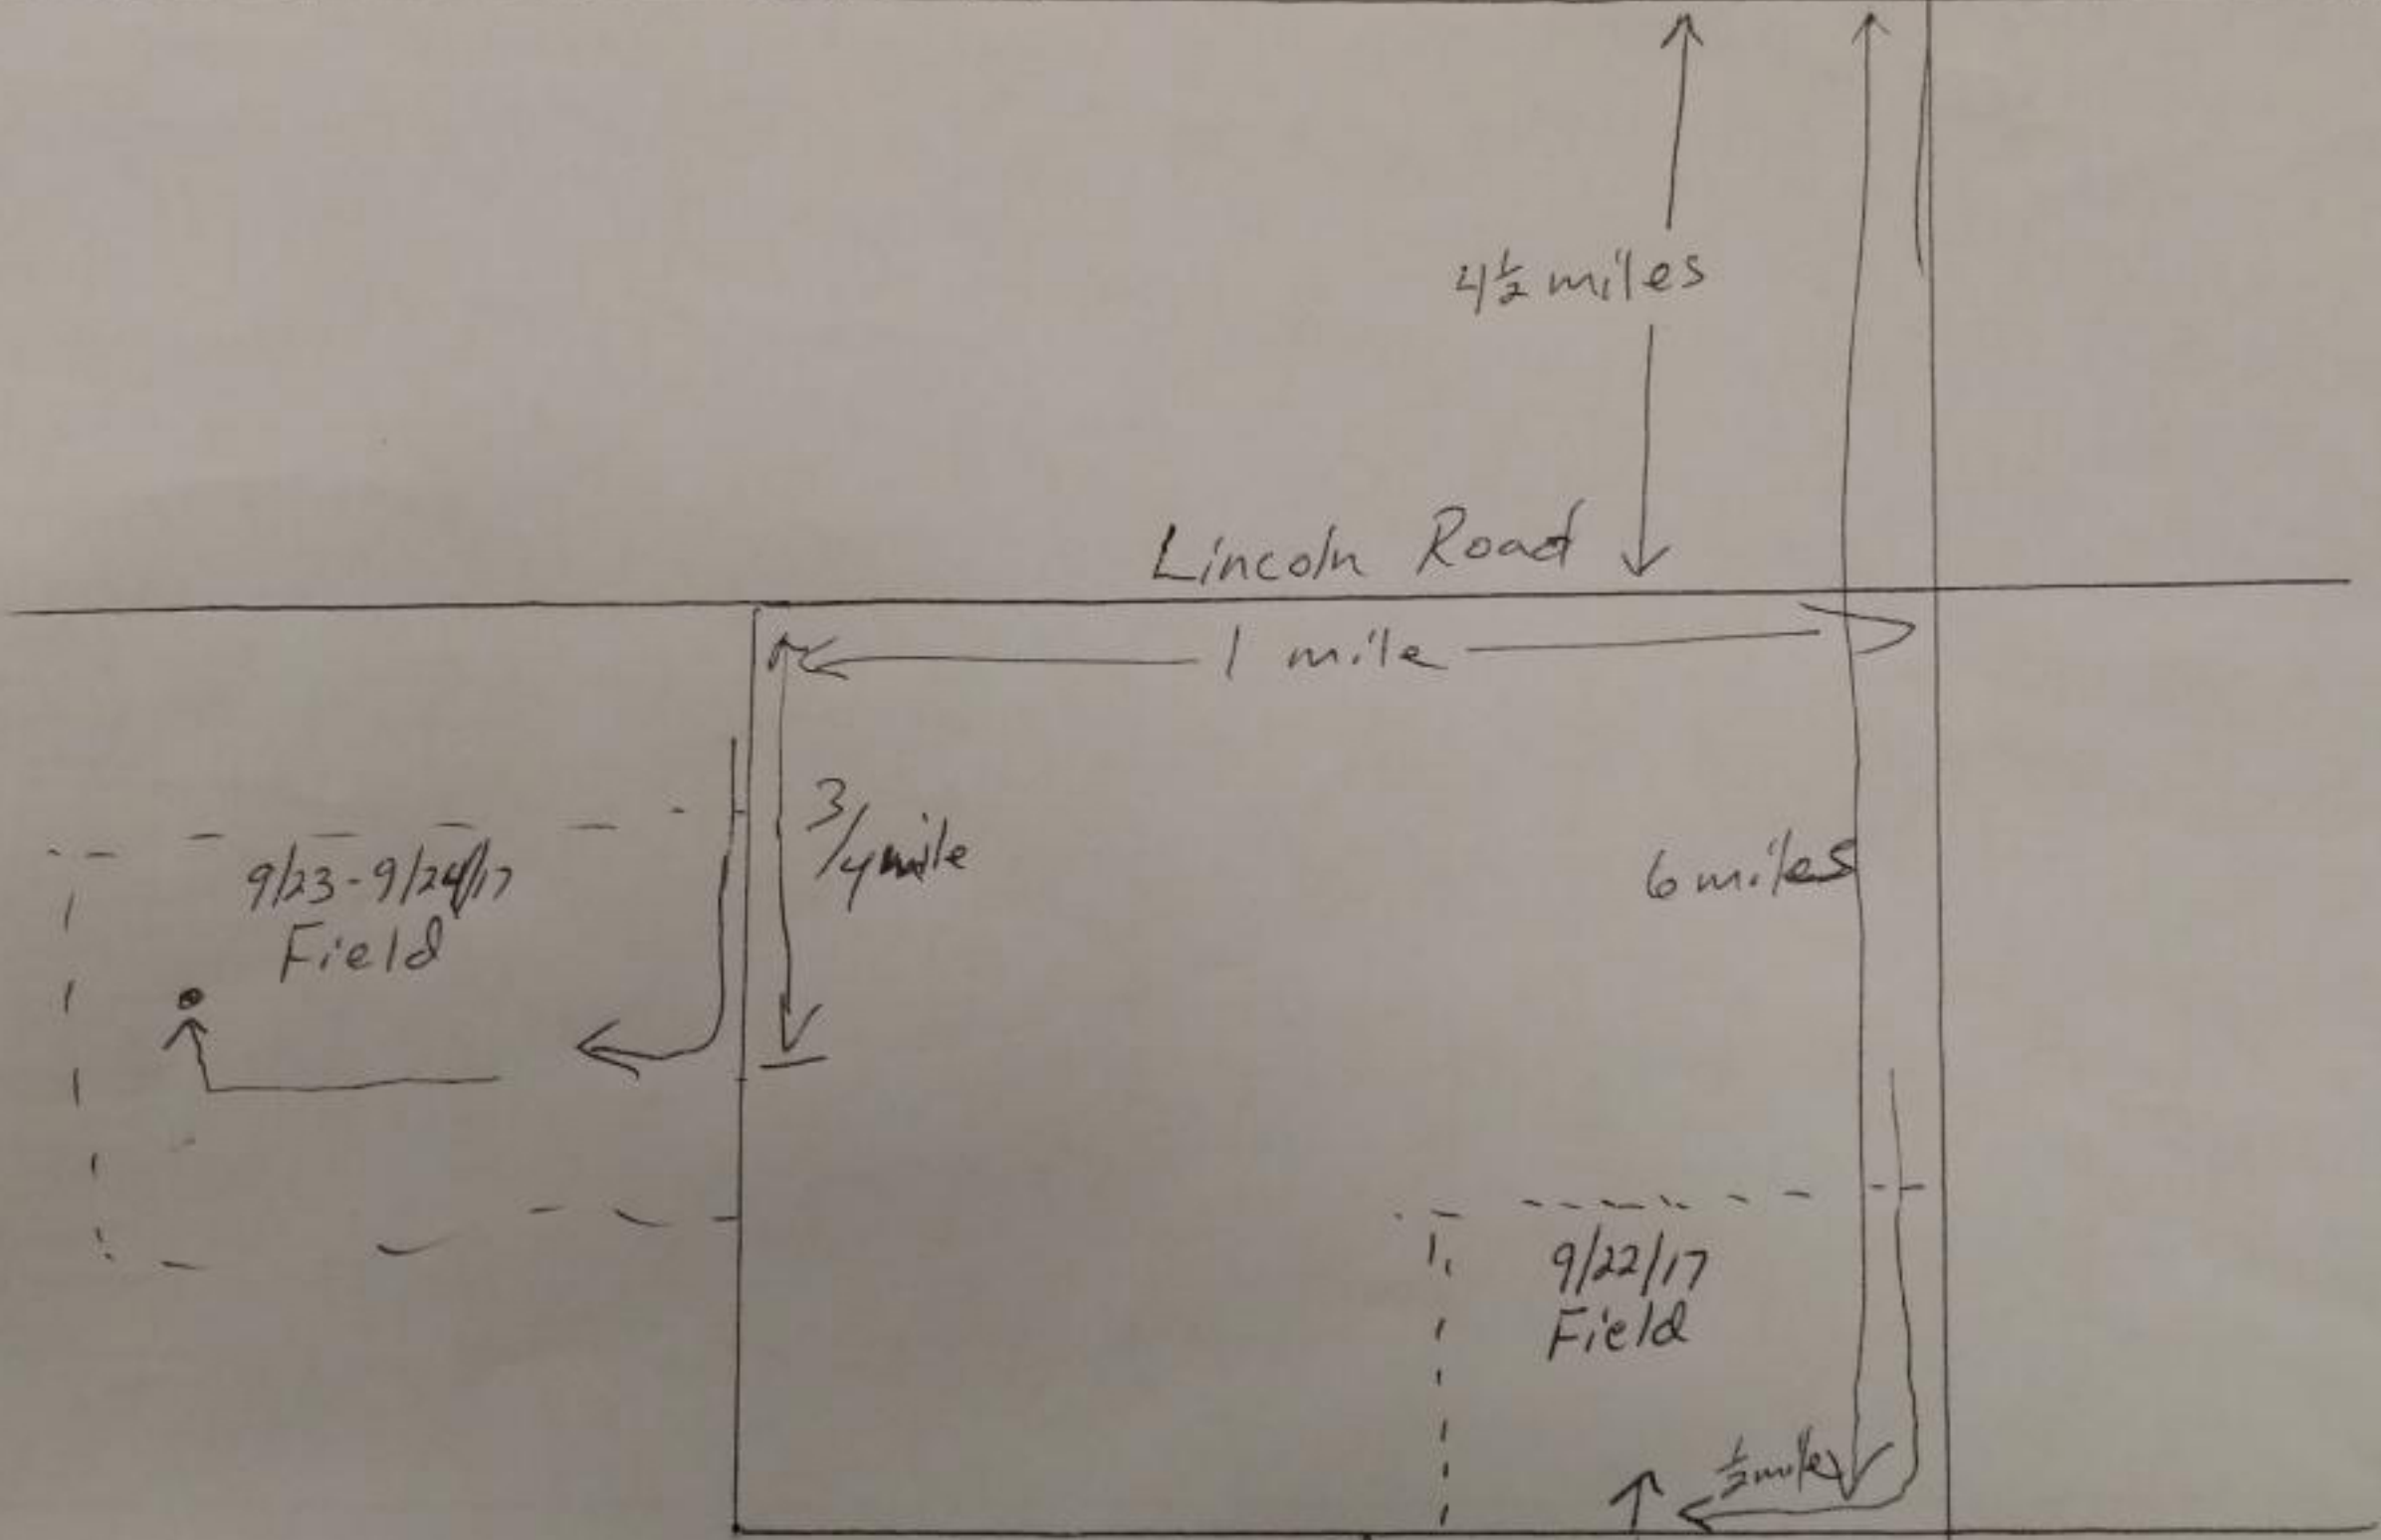 4½ miles
Lincoln Road
1 mile
3/4 mile
9/23-9/24/17
Field
6 miles
9/22/17
Field
½ mile